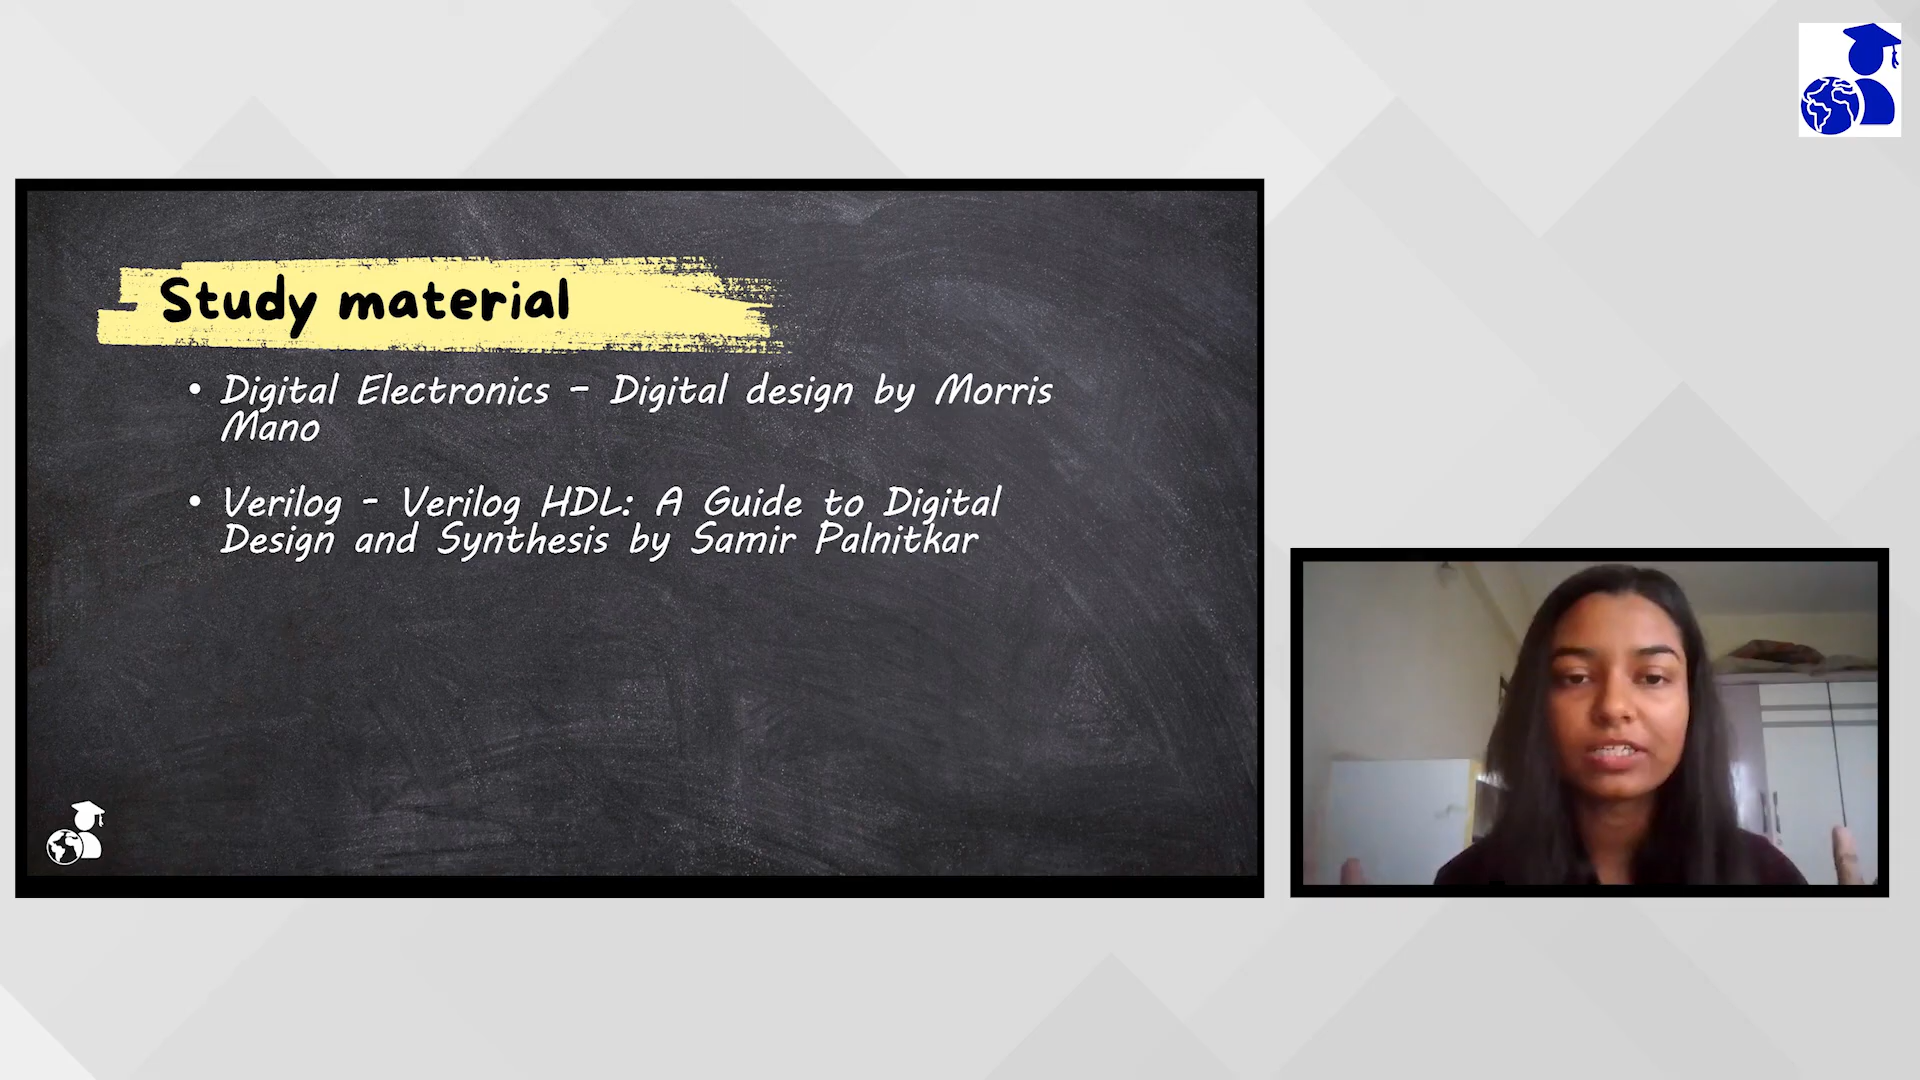 Study material
• Digital Electronics - Digital design by Morris
Mano
• Verilog - Verilog HDL: A Guide to Digital
Design and Synthesis by Samir Palnitkar